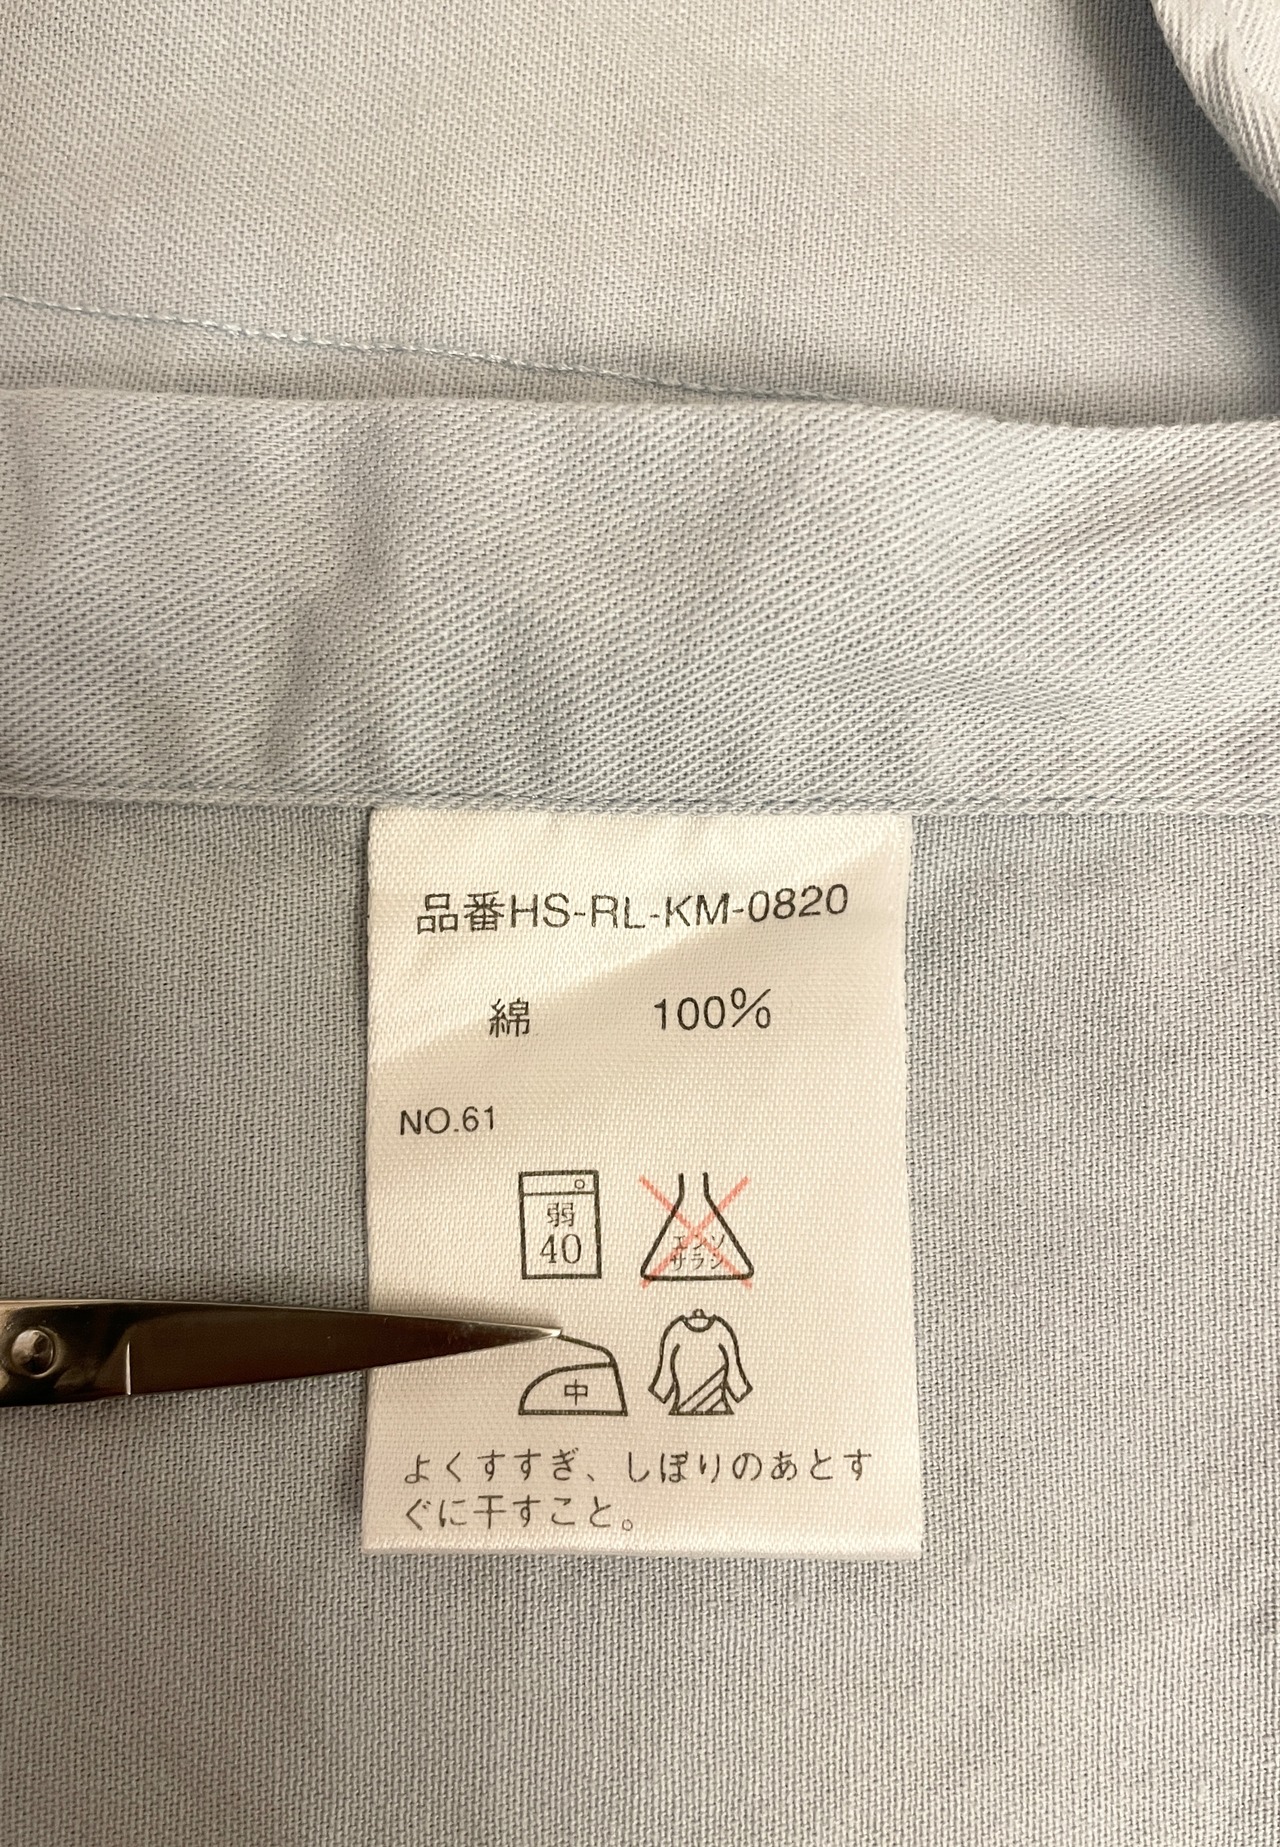 品番HS-RL-KM-0820
綿 100%
NO.61
弱
40
エンソ
サラシ
中
よくすすぎ、しぼりのあとす
ぐに干すこと。